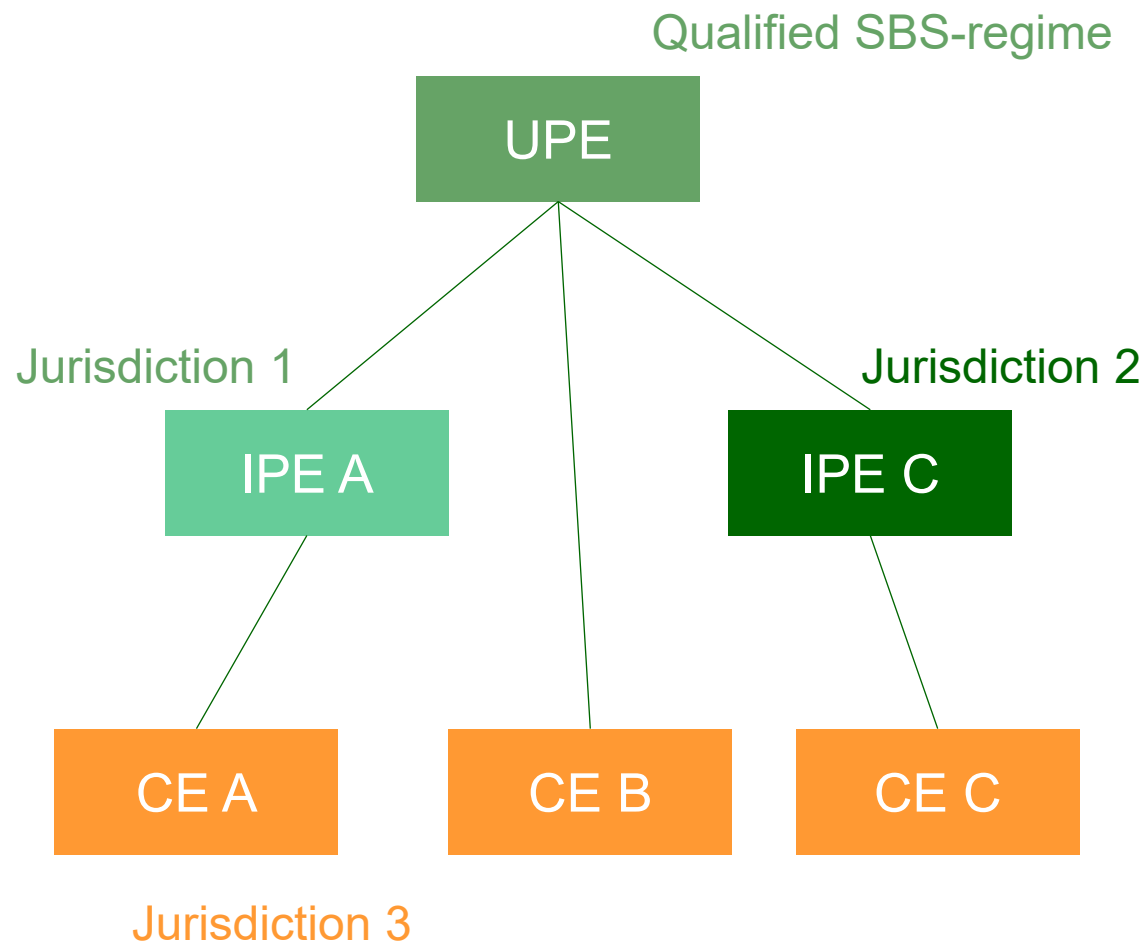 Qualified SBS-regime
UPE
Jurisdiction 1
Jurisdiction 2
IPE A
IPE C
CE A
CE B
CE C
Jurisdiction 3